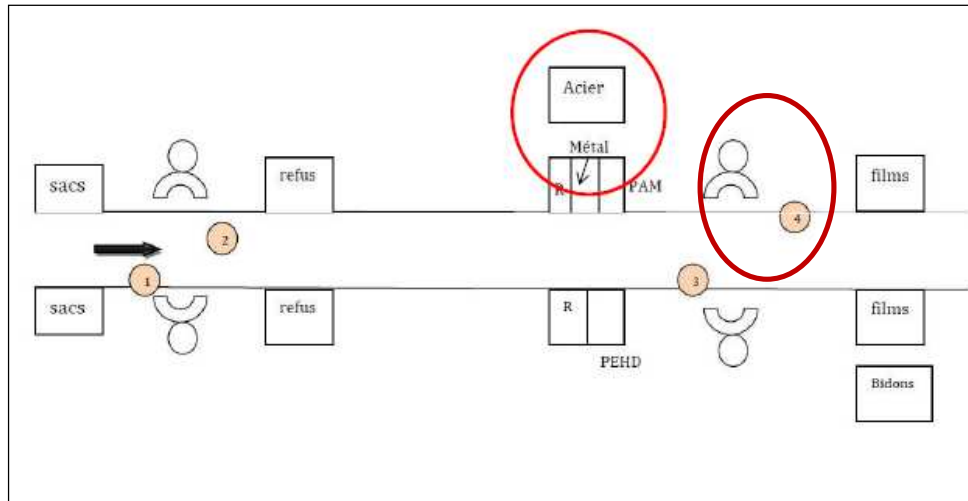 Acier
Métal
sacs
refus
R
PAM
films
2
4
1
3
sacs
refus
R
films
PEHD
Bidons